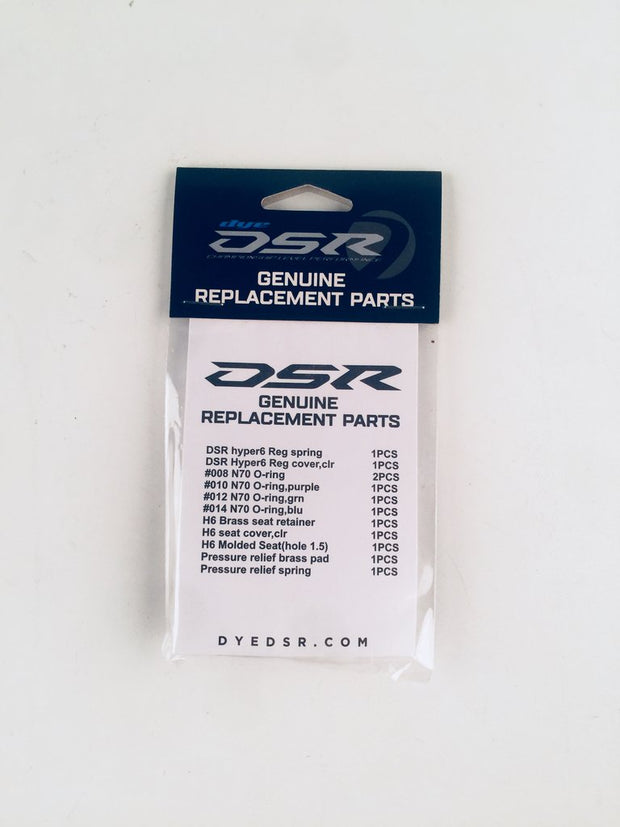 dye
DSR
CHAMPIONSHIP LEVEL PERFORMANCE
GENUINE
REPLACEMENT PARTS
DSR
GENUINE
REPLACEMENT PARTS
DSR hyper6 Reg spring 1PCS
DSR Hyper6 Reg cover,clr 1PCS
#008 N70 O-ring 2PCS
#010 N70 O-ring,purple 1PCS
#012 N70 O-ring,grn 1PCS
#014 N70 O-ring,blu 1PCS
H6 Brass seat retainer 1PCS
H6 seat cover,clr 1PCS
H6 Molded Seat(hole 1.5) 1PCS
Pressure relief brass pad 1PCS
Pressure relief spring 1PCS
DYEDSR.COM